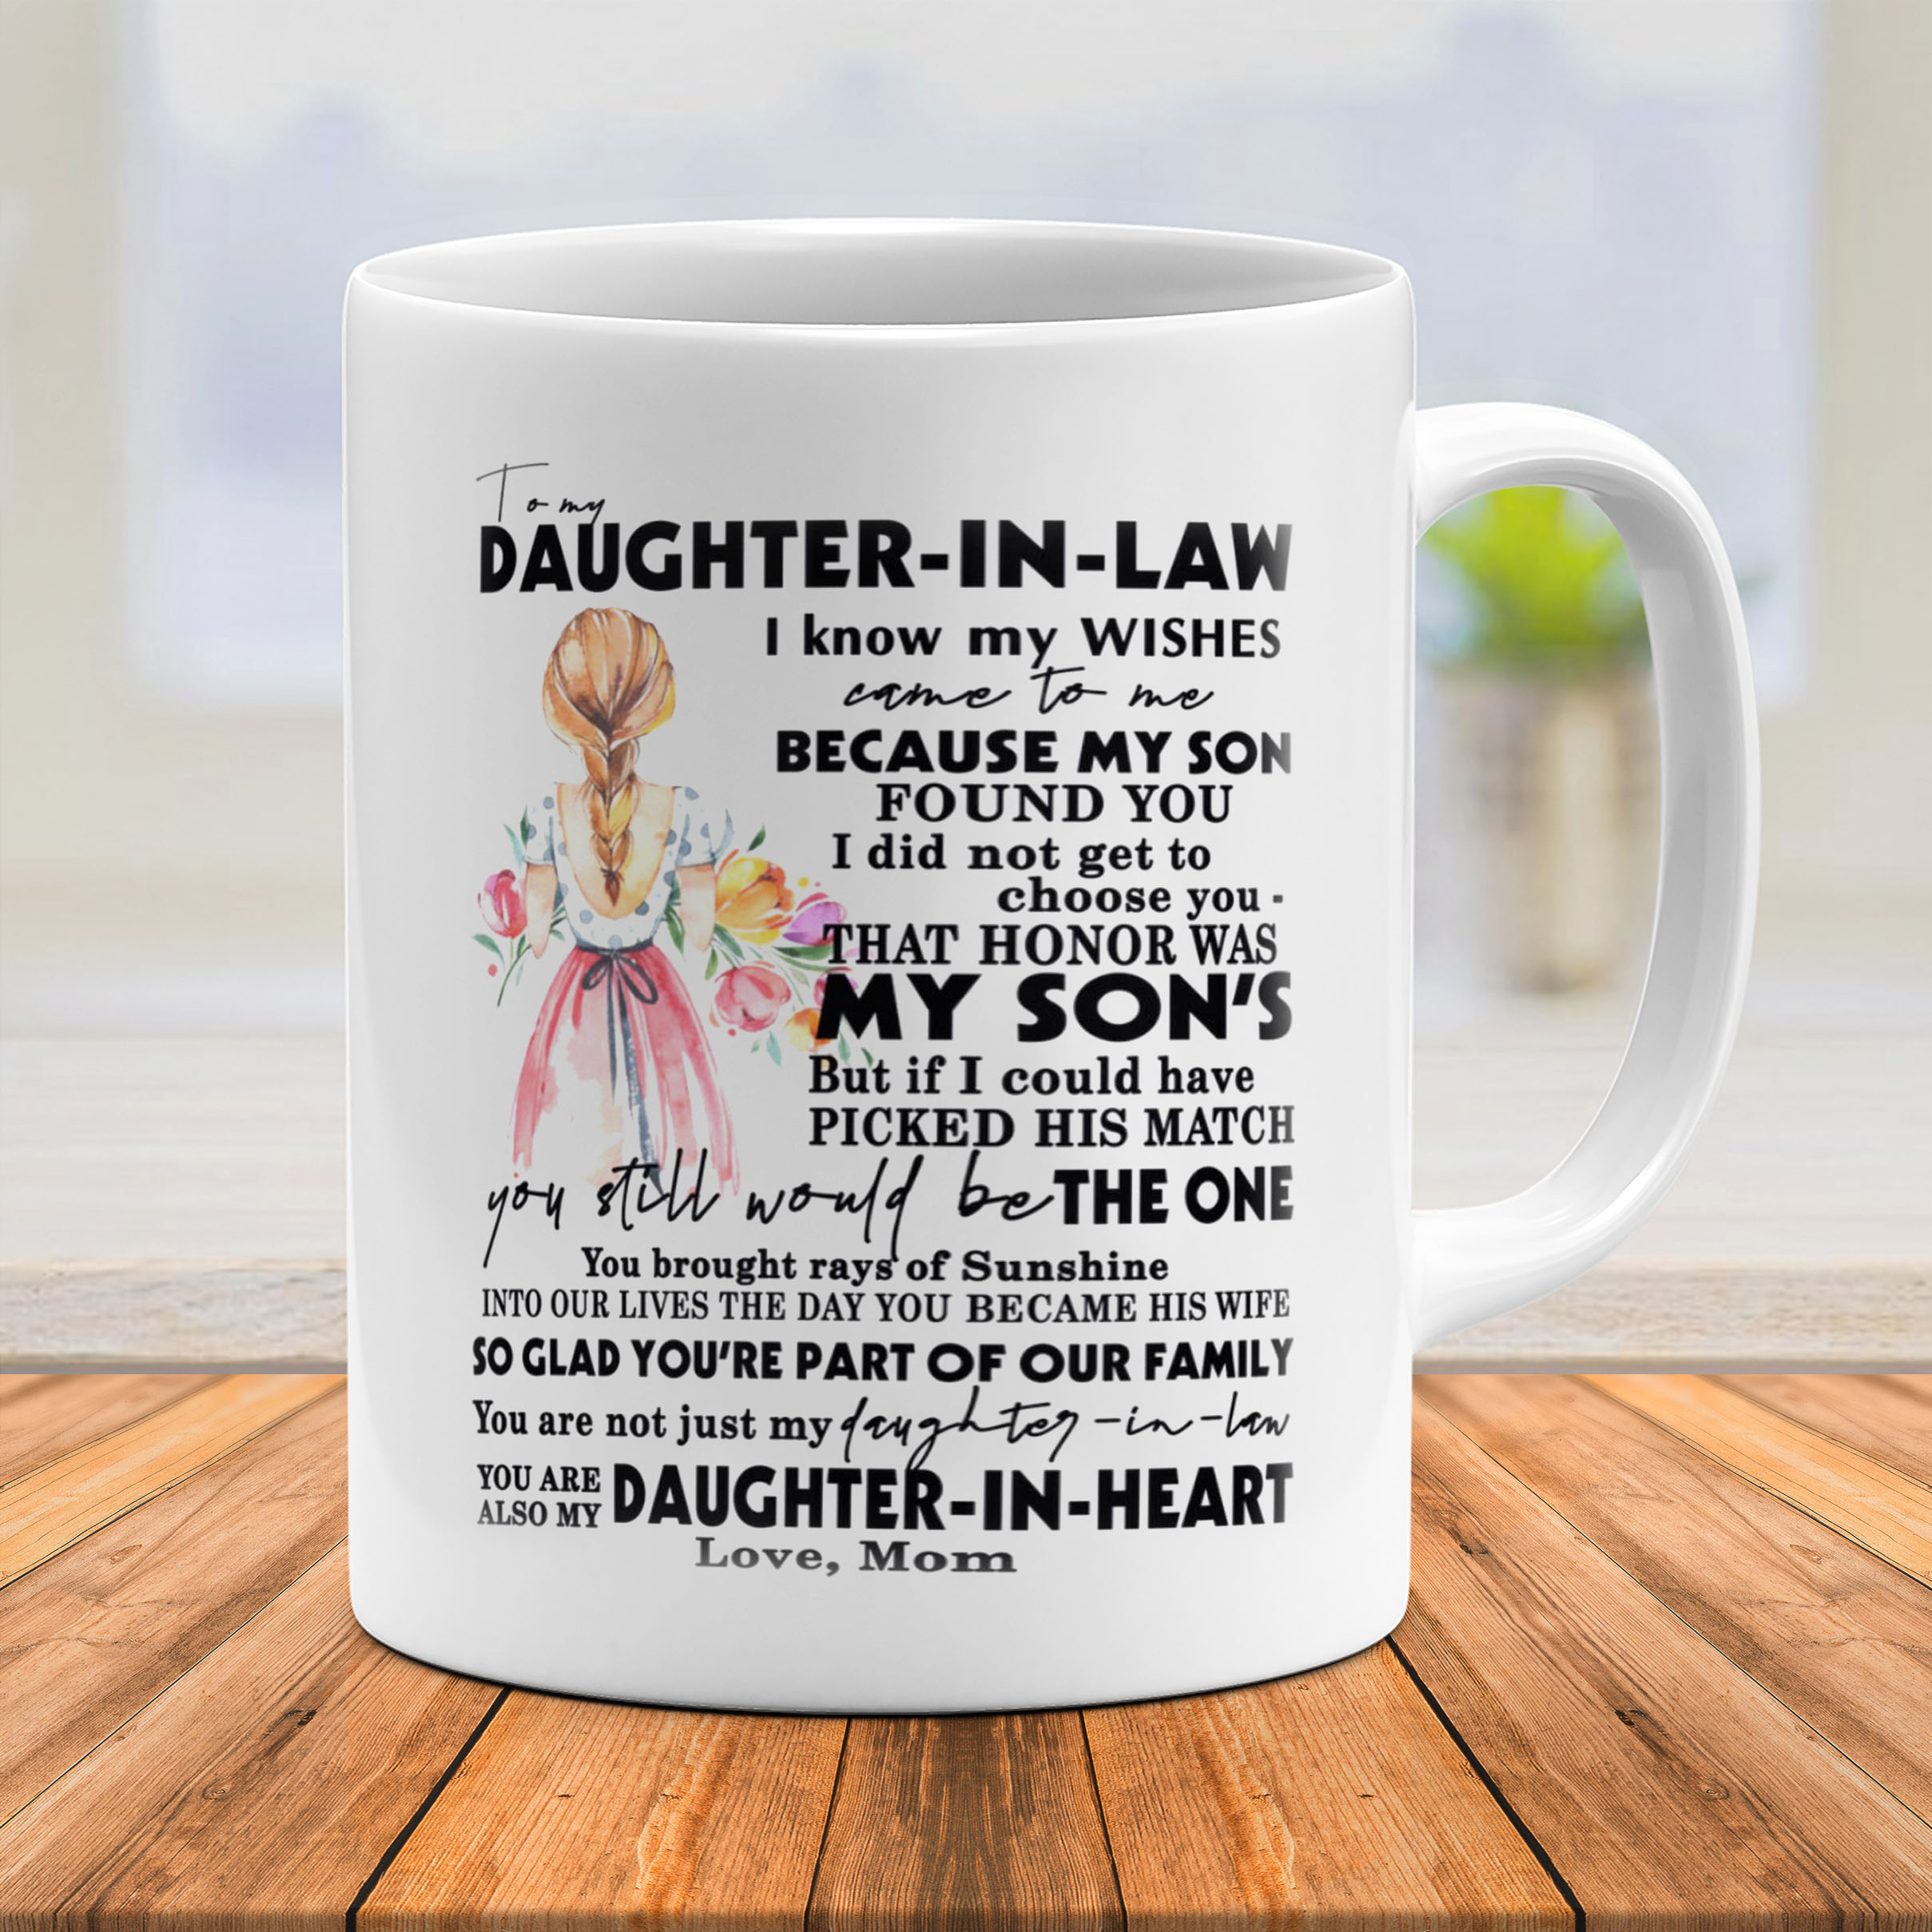 To my
DAUGHTER-IN-LAW
I know my WISHES
came to me
BECAUSE MY SON
FOUND YOU
I did not get to
choose you -
THAT HONOR WAS
MY SON'S
But if I could have
PICKED HIS MATCH
you still would be THE ONE
You brought rays of Sunshine
INTO OUR LIVES THE DAY YOU BECAME HIS WIFE
SO GLAD YOU'RE PART OF OUR FAMILY
You are not just my daughter-in-law
YOU ARE
ALSO MY DAUGHTER-IN-HEART
Love, Mom